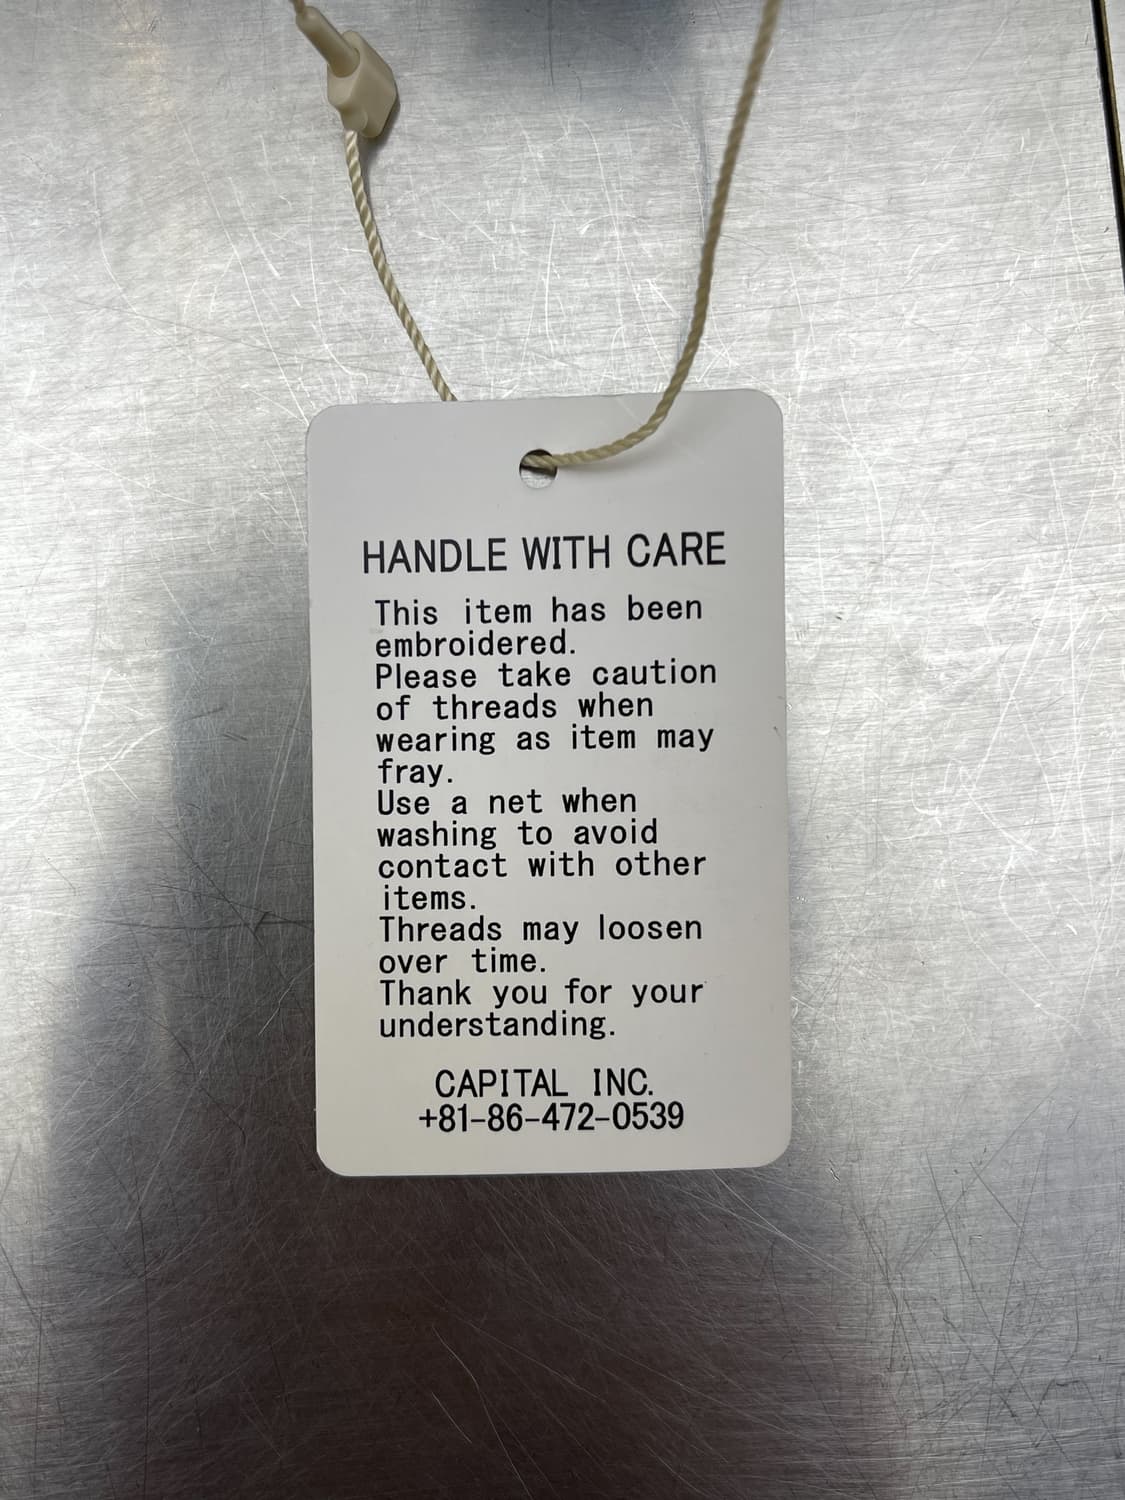 HANDLE WITH CARE
This item has been
embroidered.
Please take caution
of threads when
wearing as item may
fray.
Use a net when
washing to avoid
contact with other
items.
Threads may loosen
over time.
Thank you for your
understanding.
CAPITAL INC.
+81-86-472-0539